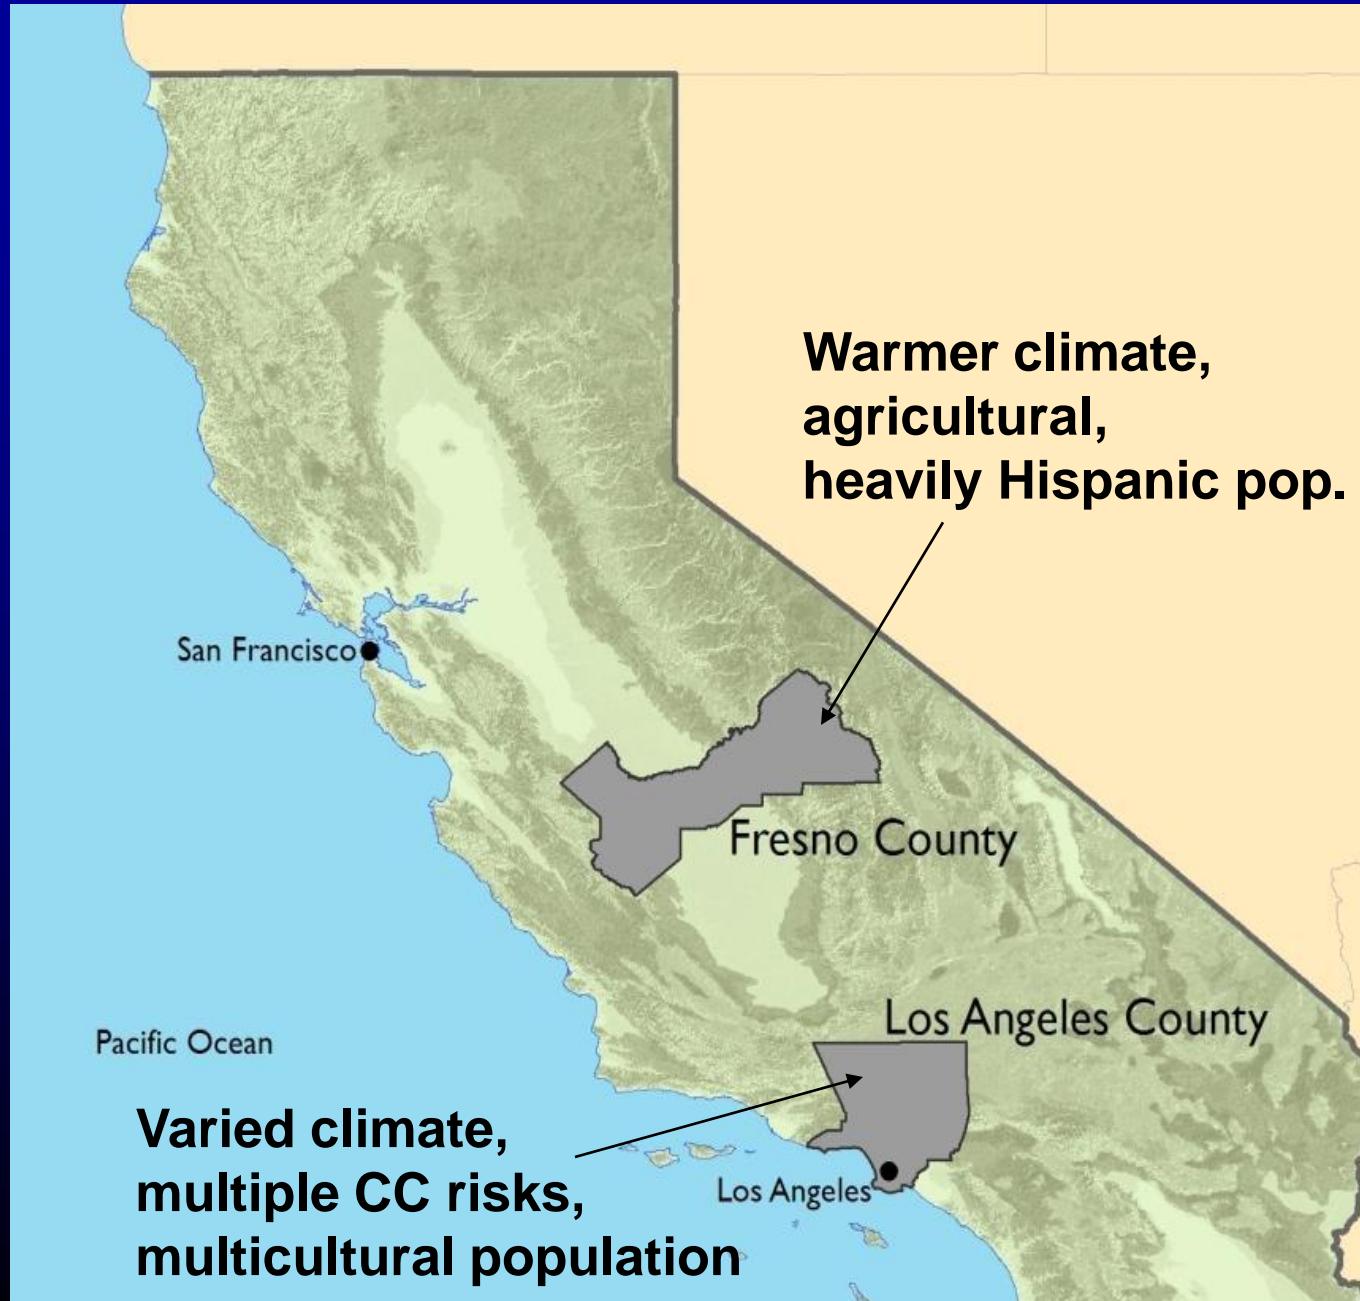 Warmer climate,
agricultural,
heavily Hispanic pop.
San Francisco
Fresno County
Los Angeles County
Pacific Ocean
Varied climate,
multiple CC risks,
multicultural population
Los Angeles